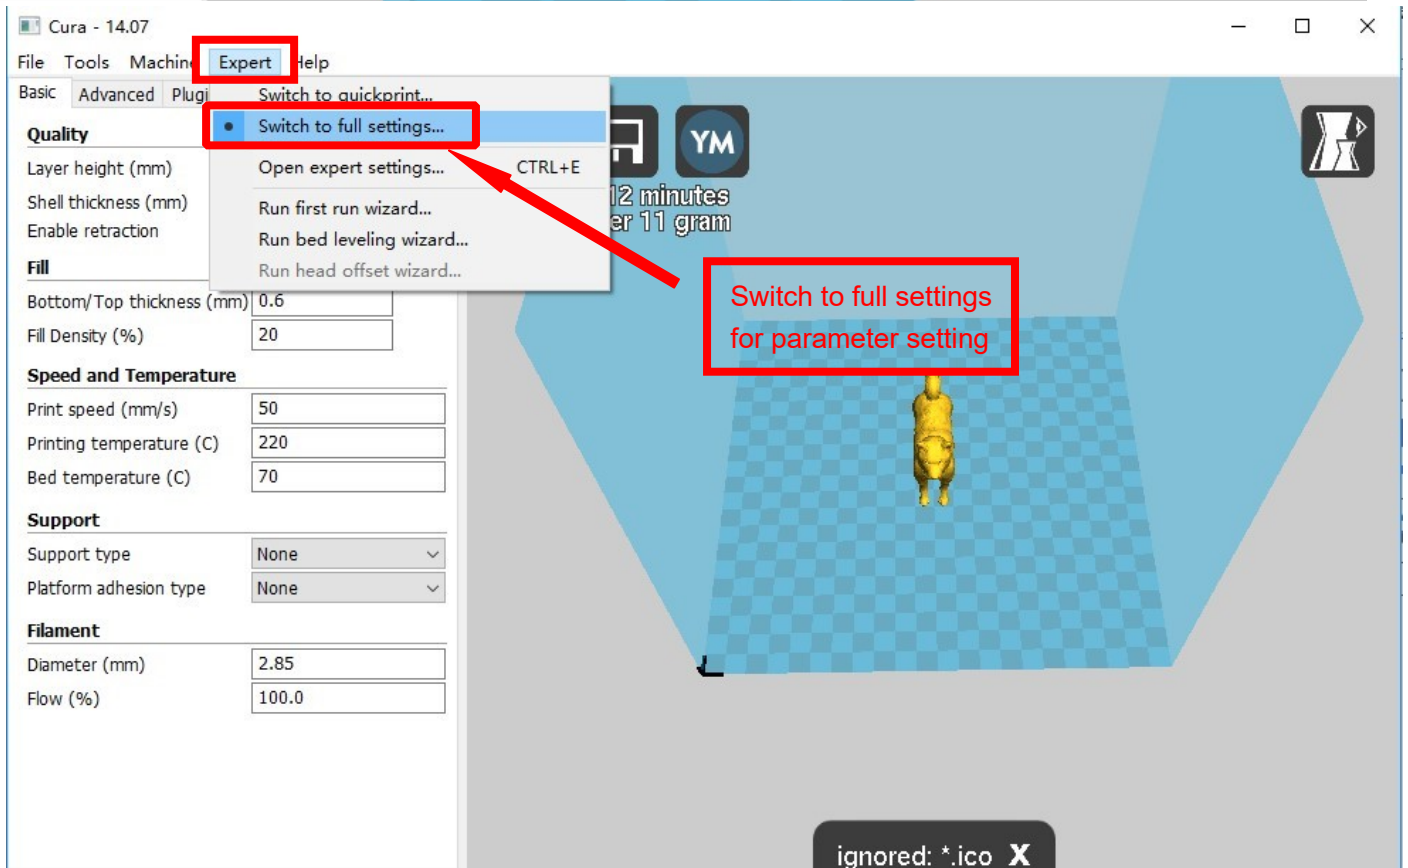 Cura - 14.07
File Tools Machine Expert Help
Basic Advanced Plugi
Switch to quickprint...
Switch to full settings...
Open expert settings... CTRL+E
Run first run wizard...
Run bed leveling wizard...
Run head offset wizard...
Quality
Layer height (mm)
Shell thickness (mm)
Enable retraction
Fill
Bottom/Top thickness (mm) 0.6
Fill Density (%) 20
Speed and Temperature
Print speed (mm/s) 50
Printing temperature (C) 220
Bed temperature (C) 70
Support
Support type None
Platform adhesion type None
Filament
Diameter (mm) 2.85
Flow (%) 100.0
YM
12 minutes
er 11 gram
Switch to full settings
for parameter setting
ignored: *.ico X